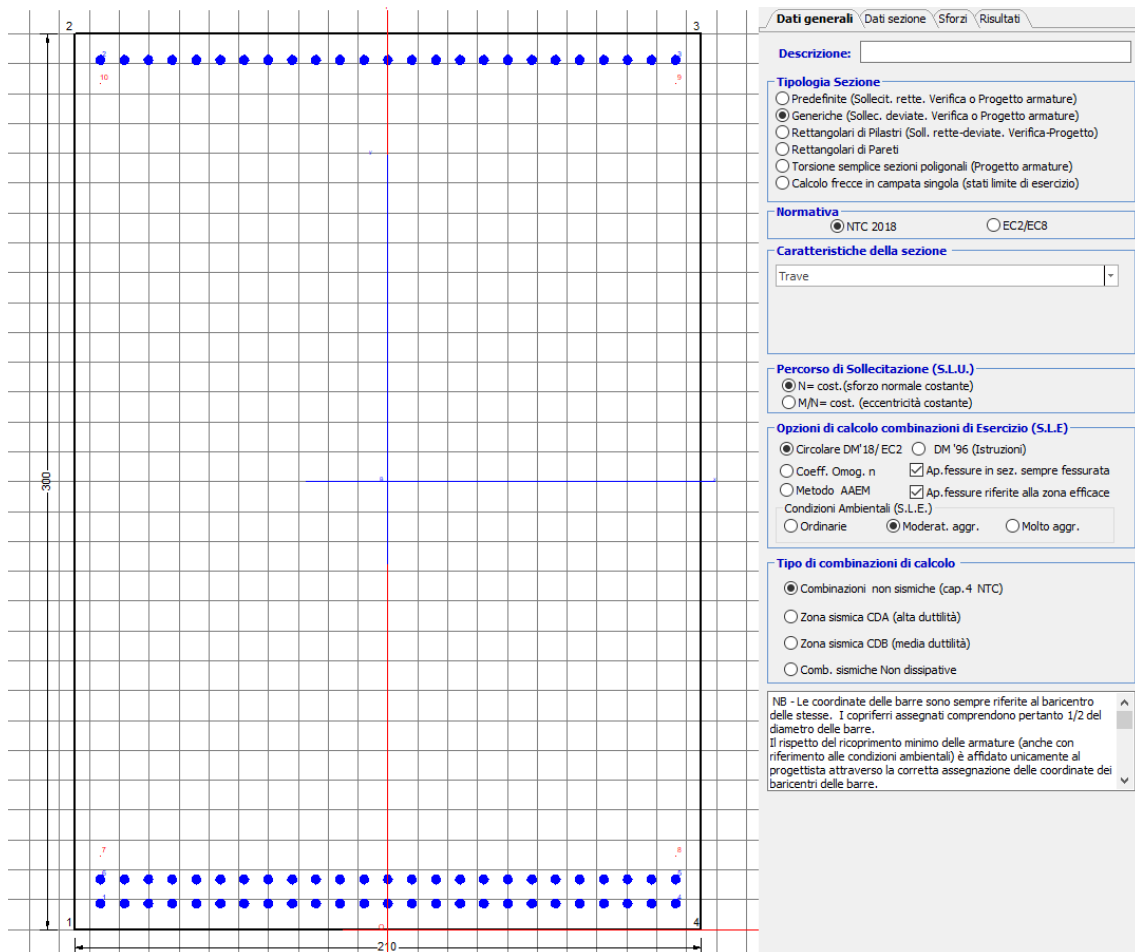 2
3
10
9
300
7
8
1
4
210
Dati generali
Dati sezione
Sforzi
Risultati
Descrizione:
Tipologia Sezione
Predefinite (Sollecit. rette. Verifica o Progetto armature)
Generiche (Sollec. deviate. Verifica o Progetto armature)
Rettangolari di Pilastri (Soll. rette-deviate. Verifica-Progetto)
Rettangolari di Pareti
Torsione semplice sezioni poligonali (Progetto armature)
Calcolo frecce in campata singola (stati limite di esercizio)
Normativa
NTC 2018
EC2/EC8
Caratteristiche della sezione
Trave
Percorso di Sollecitazione (S.L.U.)
N= cost.(sforzo normale costante)
M/N= cost. (eccentricità costante)
Opzioni di calcolo combinazioni di Esercizio (S.L.E)
Circolare DM'18/ EC2
DM '96 (Istruzioni)
Coeff. Omog. n
Ap.fessure in sez. sempre fessurata
Metodo AAEM
Ap.fessure riferite alla zona efficace
Condizioni Ambientali (S.L.E.)
Ordinarie
Moderat. aggr.
Molto aggr.
Tipo di combinazioni di calcolo
Combinazioni non sismiche (cap.4 NTC)
Zona sismica CDA (alta duttilità)
Zona sismica CDB (media duttilità)
Comb. sismiche Non dissipative
NB - Le coordinate delle barre sono sempre riferite al baricentro
delle stesse. I copriferri assegnati comprendono pertanto 1/2 del
diametro delle barre.
Il rispetto del ricoprimento minimo delle armature (anche con
riferimento alle condizioni ambientali) è affidato unicamente al
progettista attraverso la corretta assegnazione delle coordinate dei
baricentri delle barre.